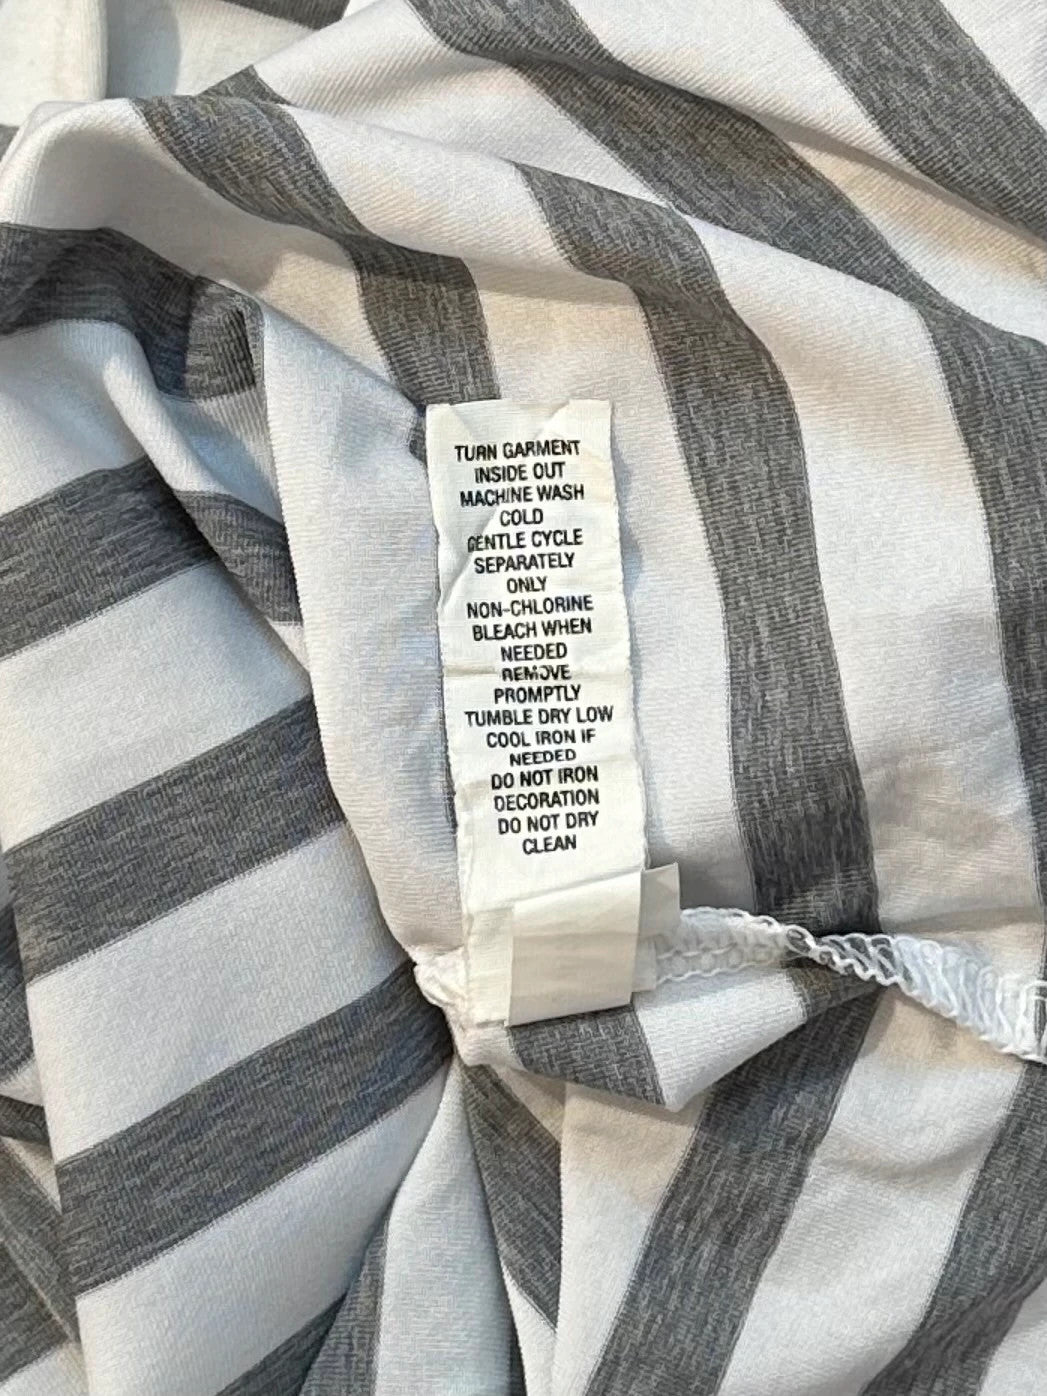 TURN GARMENT
INSIDE OUT
MACHINE WASH
COLD
GENTLE CYCLE
SEPARATELY
ONLY
NON-CHLORINE
BLEACH WHEN
NEEDED
REMOVE
PROMPTLY
TUMBLE DRY LOW
COOL IRON IF
NEEDED
DO NOT IRON
DECORATION
DO NOT DRY
CLEAN